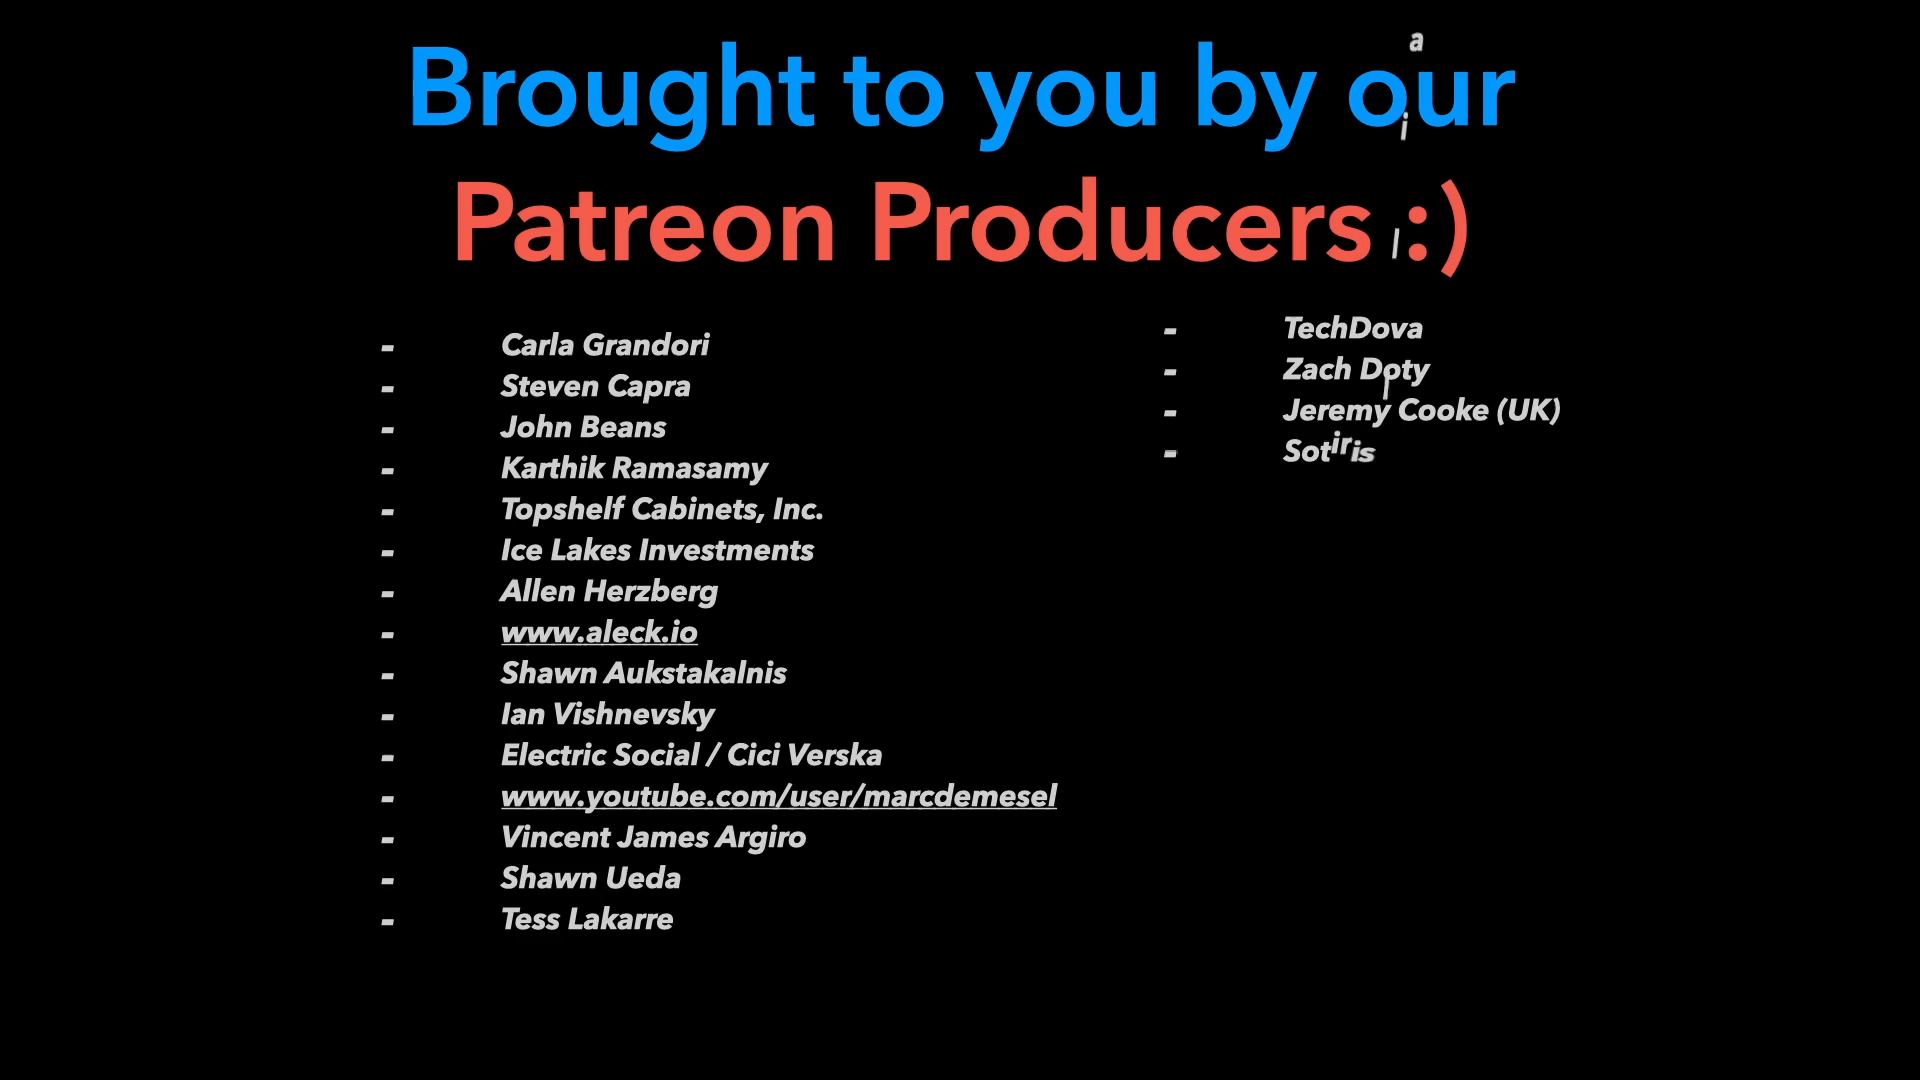 Brought to you by our
Patreon Producers :)
- Carla Grandori
- Steven Capra
- John Beans
- Karthik Ramasamy
- Topshelf Cabinets, Inc.
- Ice Lakes Investments
- Allen Herzberg
- www.aleck.io
- Shawn Aukstakalnis
- Ian Vishnevsky
- Electric Social / Cici Verska
- www.youtube.com/user/marcdemesel
- Vincent James Argiro
- Shawn Ueda
- Tess Lakarre
- TechDova
- Zach Doty
- Jeremy Cooke (UK)
- Sotiris